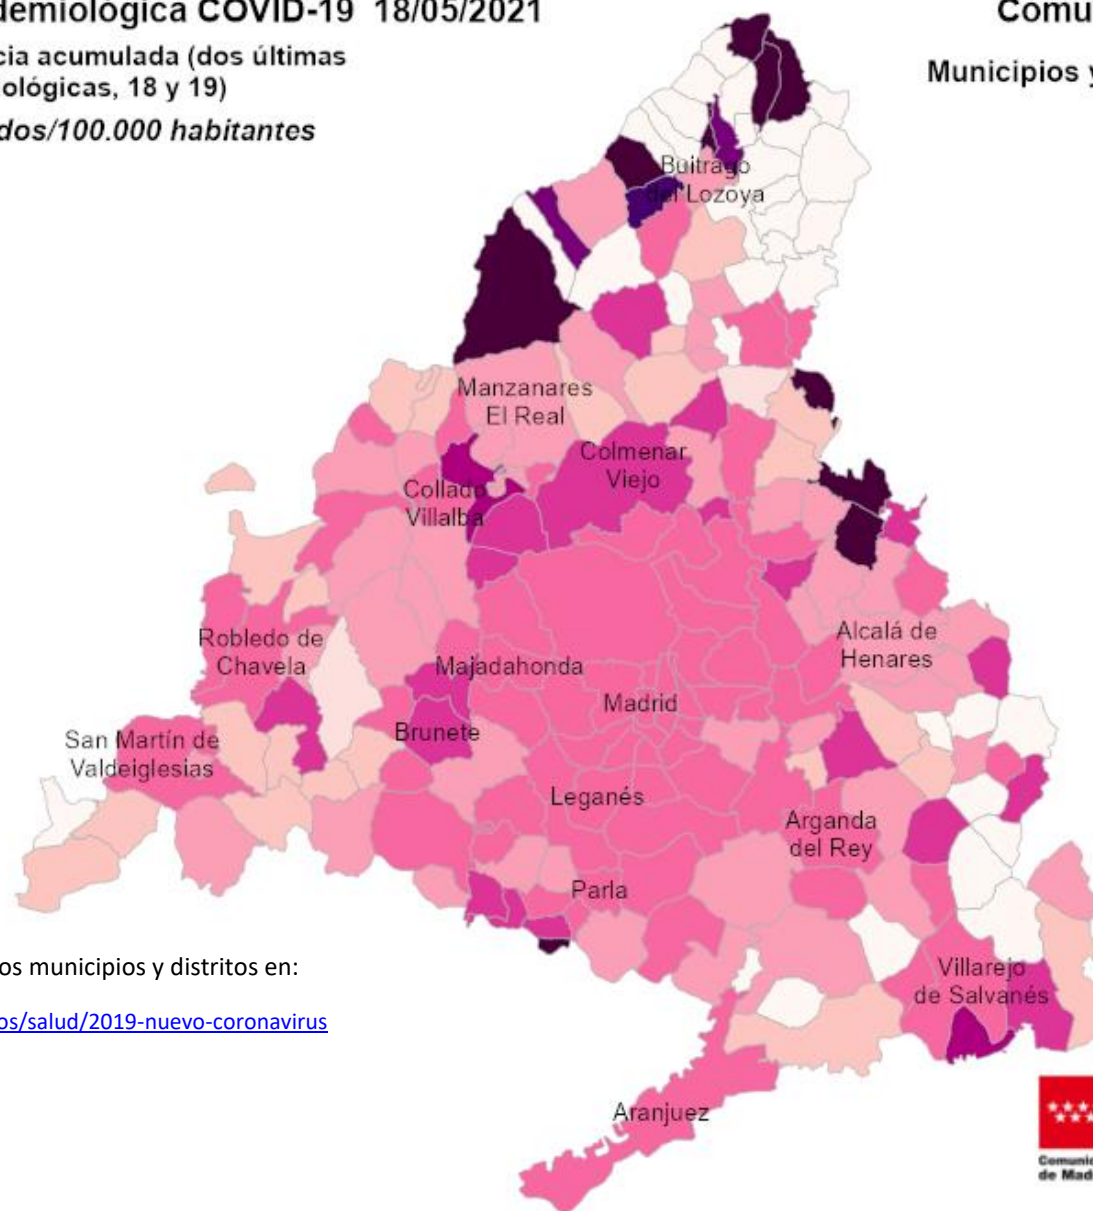 demiológica COVID-19 18/05/2021
Comu
cia acumulada (dos últimas
ológicas, 18 y 19)
Municipios y
dos/100.000 habitantes
Buitrago
del Lozoya
Manzanares
El Real
Colmenar
Viejo
Collado
Villalba
Robledo de
Chavela
Alcalá de
Henares
Majadahonda
Madrid
Brunete
San Martín de
Valdeiglesias
Leganés
Arganda
del Rey
Parla
os municipios y distritos en:
Villarejo
de Salvanés
os/salud/2019-nuevo-coronavirus
Aranjuez
Comunid
de Mad